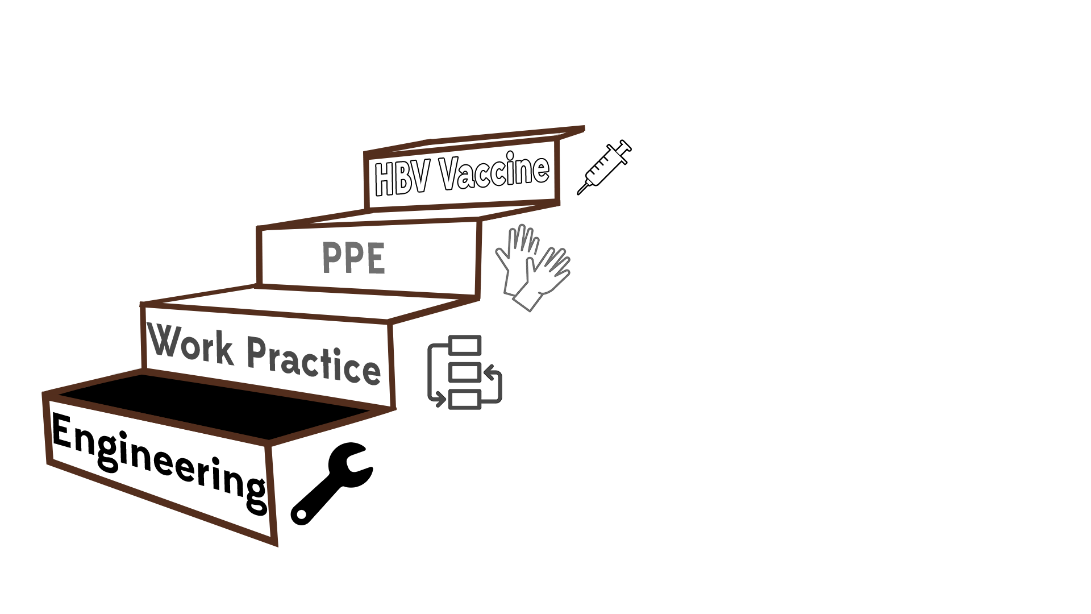 HBV Vaccine
PPE
Work Practice
Engineering